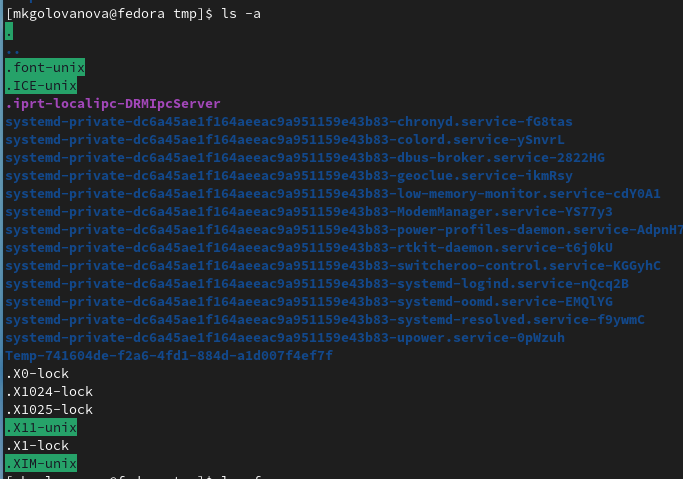 [mkgolovanova@fedora tmp]$ ls -a
.
..
.font-unix
.ICE-unix
.iprt-localipc-DRMIpcServer
systemd-private-dc6a45ae1f164aeeac9a951159e43b83-chronyd.service-fG8tas
systemd-private-dc6a45ae1f164aeeac9a951159e43b83-colord.service-ySnvrL
systemd-private-dc6a45ae1f164aeeac9a951159e43b83-dbus-broker.service-2822HG
systemd-private-dc6a45ae1f164aeeac9a951159e43b83-geoclue.service-ikmRsy
systemd-private-dc6a45ae1f164aeeac9a951159e43b83-low-memory-monitor.service-cdY0A1
systemd-private-dc6a45ae1f164aeeac9a951159e43b83-ModemManager.service-YS77y3
systemd-private-dc6a45ae1f164aeeac9a951159e43b83-power-profiles-daemon.service-AdpnH7
systemd-private-dc6a45ae1f164aeeac9a951159e43b83-rtkit-daemon.service-t6j0kU
systemd-private-dc6a45ae1f164aeeac9a951159e43b83-switcheroo-control.service-KGGyhC
systemd-private-dc6a45ae1f164aeeac9a951159e43b83-systemd-logind.service-nQcq2B
systemd-private-dc6a45ae1f164aeeac9a951159e43b83-systemd-oomd.service-EMQlYG
systemd-private-dc6a45ae1f164aeeac9a951159e43b83-systemd-resolved.service-f9ywmC
systemd-private-dc6a45ae1f164aeeac9a951159e43b83-upower.service-0pWzuh
Temp-741604de-f2a6-4fd1-884d-a1d007f4ef7f
.X0-lock
.X1024-lock
.X1025-lock
.X11-unix
.X1-lock
.XIM-unix